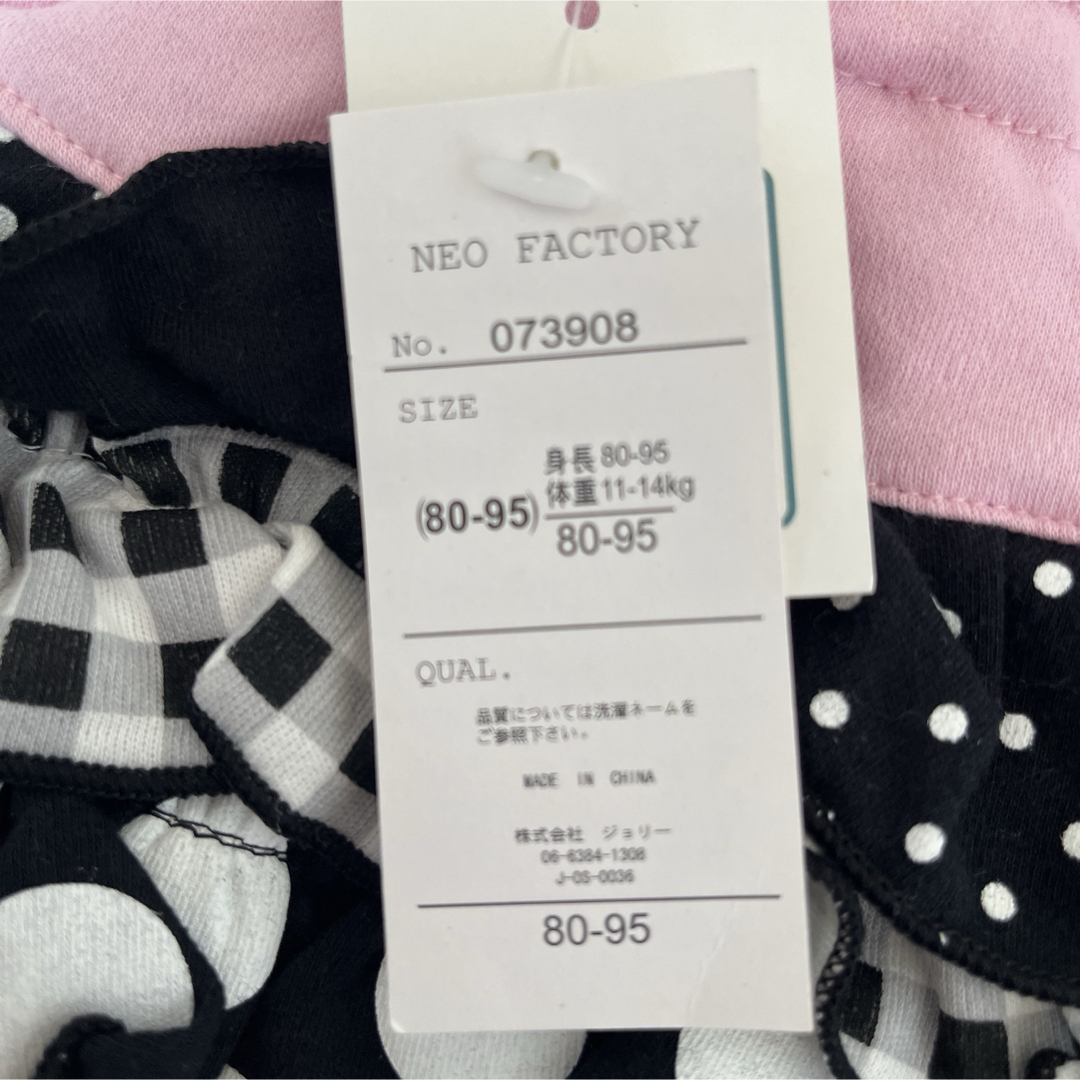 NEO FACTORY
No. 073908
SIZE
身長 80-95
(80-95) 体重 11-14kg
80-95
QUAL.
品質については洗濯ネームを
ご参照下さい。
MADE IN CHINA
株式会社 ジョリー
06-6384-1308
J-OS-0036
80-95